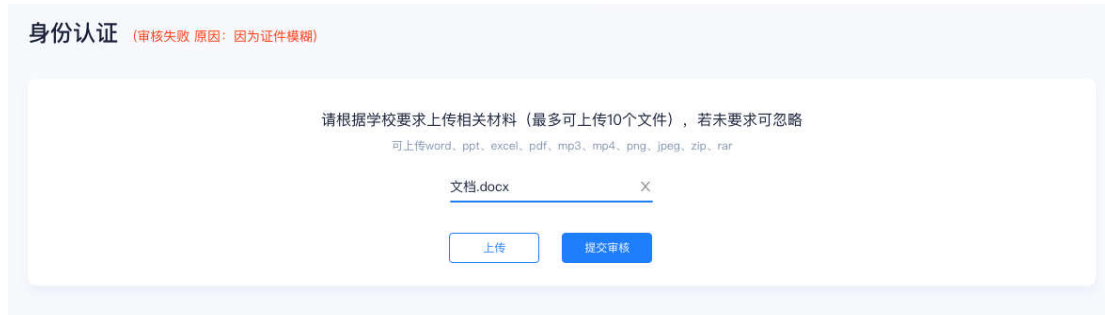 身份认证 (审核失败 原因：因为证件模糊)
请根据学校要求上传相关材料（最多可上传10个文件），若未要求可忽略
可上传word、ppt、excel、pdf、mp3、mp4、png、jpeg、zip、rar
文档.docx X
上传 提交审核